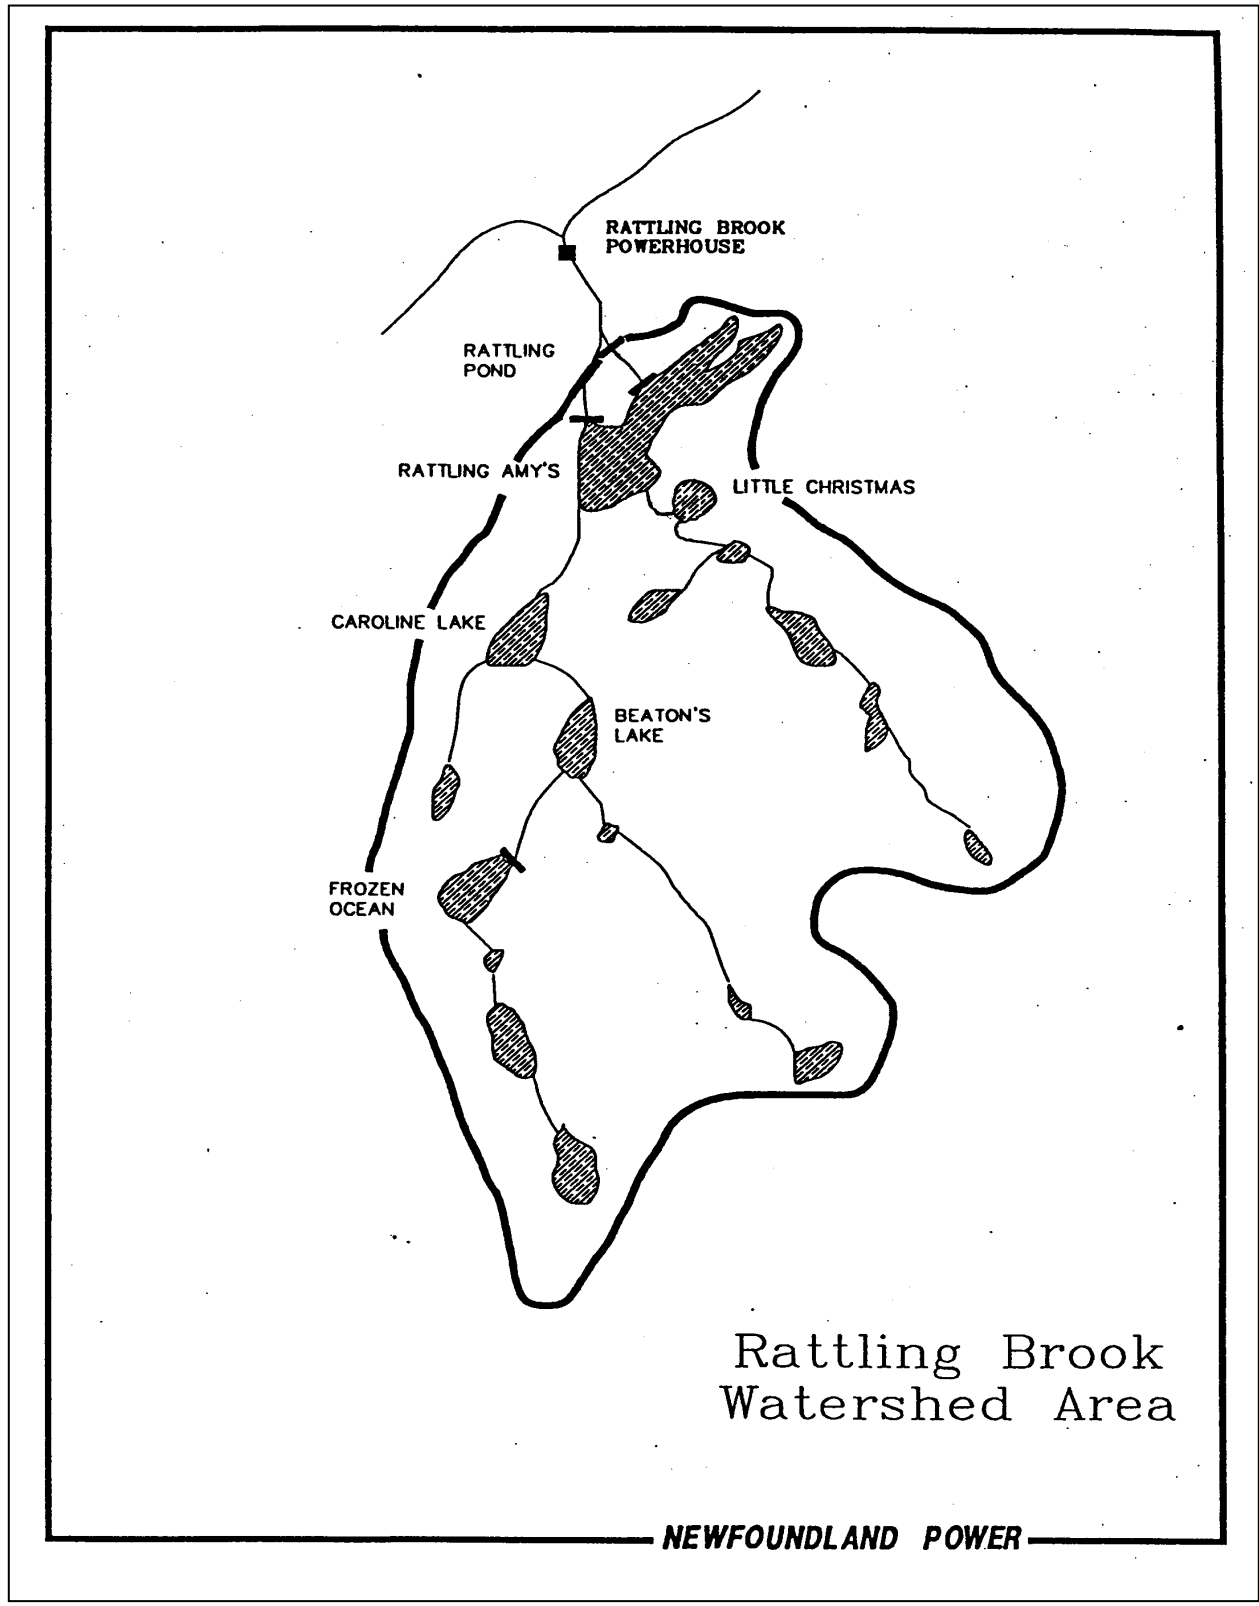 RATTLING BROOK
POWERHOUSE
RATTLING
POND
RATTLING AMY'S
LITTLE CHRISTMAS
CAROLINE LAKE
BEATON'S
LAKE
FROZEN
OCEAN
Rattling Brook
Watershed Area
NEWFOUNDLAND POWER